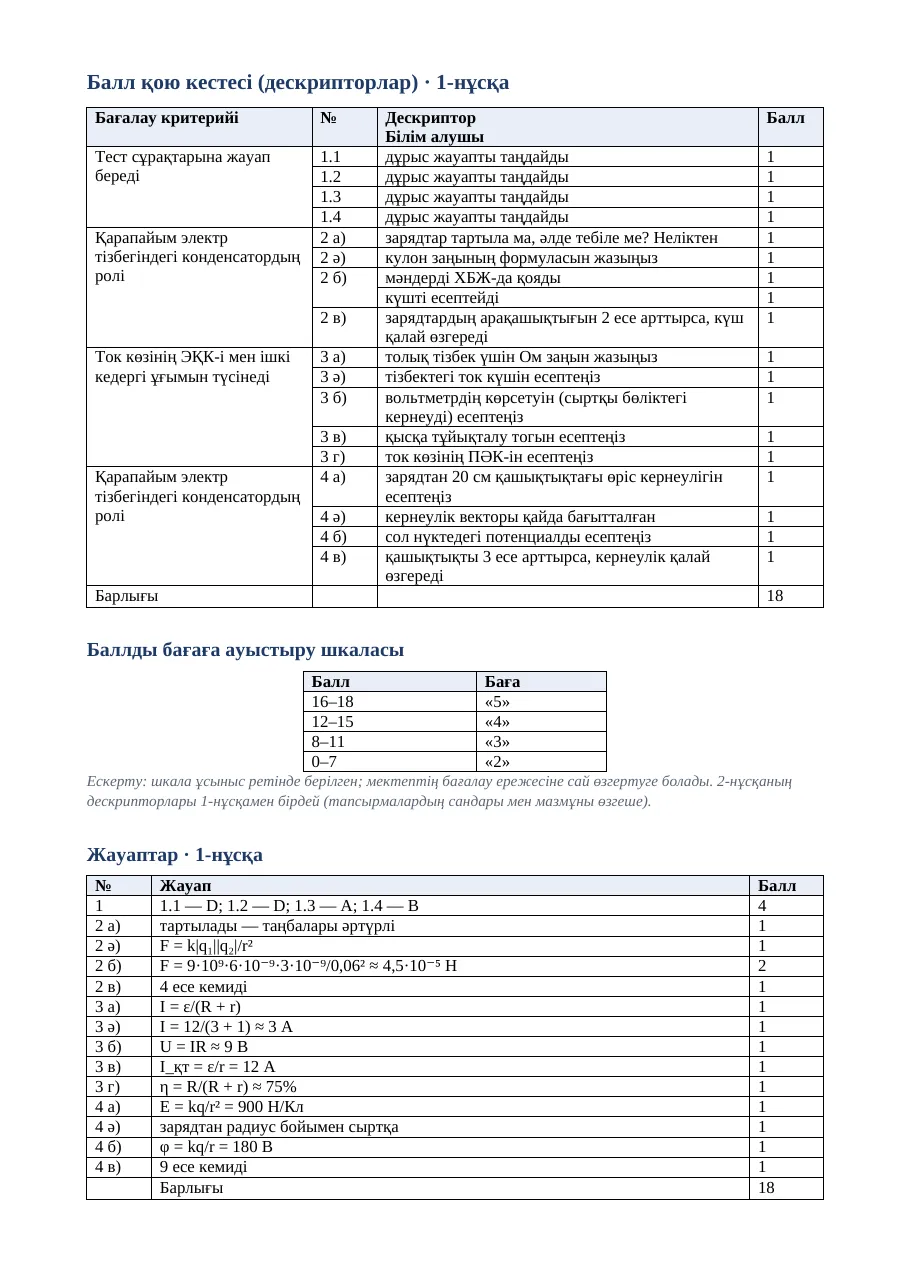 Балл қою кестесі (дескрипторлар) · 1-нұсқа
Бағалау критерийі № Дескриптор Балл
Білім алушы
Тест сұрақтарына жауап 1.1 дұрыс жауапты таңдайды 1
береді 1.2 дұрыс жауапты таңдайды 1
1.3 дұрыс жауапты таңдайды 1
1.4 дұрыс жауапты таңдайды 1
Қарапайым электр 2 а) зарядтар тартыла ма, әлде тебіле ме? Неліктен 1
тізбегіндегі конденсатордың 2 ә) кулон заңының формуласын жазыңыз 1
ролі 2 б) мәндерді ХБЖ-да қояды 1
күшті есептейді 1
2 в) зарядтардың арақашықтығын 2 есе арттырса, күш 1
қалай өзгереді
Ток көзінің ЭҚК-і мен ішкі 3 а) толық тізбек үшін Ом заңын жазыңыз 1
кедергі ұғымын түсінеді 3 ә) тізбектегі ток күшін есептеңіз 1
3 б) вольтметрдің көрсетуін (сыртқы бөліктегі 1
кернеуді) есептеңіз
3 в) қысқа тұйықталу тогын есептеңіз 1
3 г) ток көзінің ПӘК-ін есептеңіз 1
Қарапайым электр 4 а) зарядтан 20 см қашықтықтағы өріс кернеулігін 1
тізбегіндегі конденсатордың есептеңіз
ролі 4 ә) кернеулік векторы қайда бағытталған 1
4 б) сол нүктедегі потенциалды есептеңіз 1
4 в) қашықтықты 3 есе арттырса, кернеулік қалай 1
өзгереді
Барлығы 18
Баллды бағаға ауыстыру шкаласы
Балл Баға
16–18 «5»
12–15 «4»
8–11 «3»
0–7 «2»
Ескерту: шкала ұсыныс ретінде берілген; мектептің бағалау ережесіне сай өзгертуге болады. 2-нұсқаның
дескрипторлары 1-нұсқамен бірдей (тапсырмалардың сандары мен мазмұны өзгеше).
Жауаптар · 1-нұсқа
№ Жауап Балл
1 1.1 — D; 1.2 — D; 1.3 — A; 1.4 — B 4
2 а) тартылады — таңбалары әртүрлі 1
2 ә) F = k|q₁||q₂|/r² 1
2 б) F = 9·10⁹·6·10⁻⁹·3·10⁻⁹/0,06² ≈ 4,5·10⁻⁵ Н 2
2 в) 4 есе кемиді 1
3 а) I = ε/(R + r) 1
3 ә) I = 12/(3 + 1) ≈ 3 А 1
3 б) U = IR ≈ 9 В 1
3 в) I_қт = ε/r = 12 А 1
3 г) η = R/(R + r) ≈ 75% 1
4 а) E = kq/r² = 900 Н/Кл 1
4 ә) зарядтан радиус бойымен сыртқа 1
4 б) φ = kq/r = 180 В 1
4 в) 9 есе кемиді 1
Барлығы 18